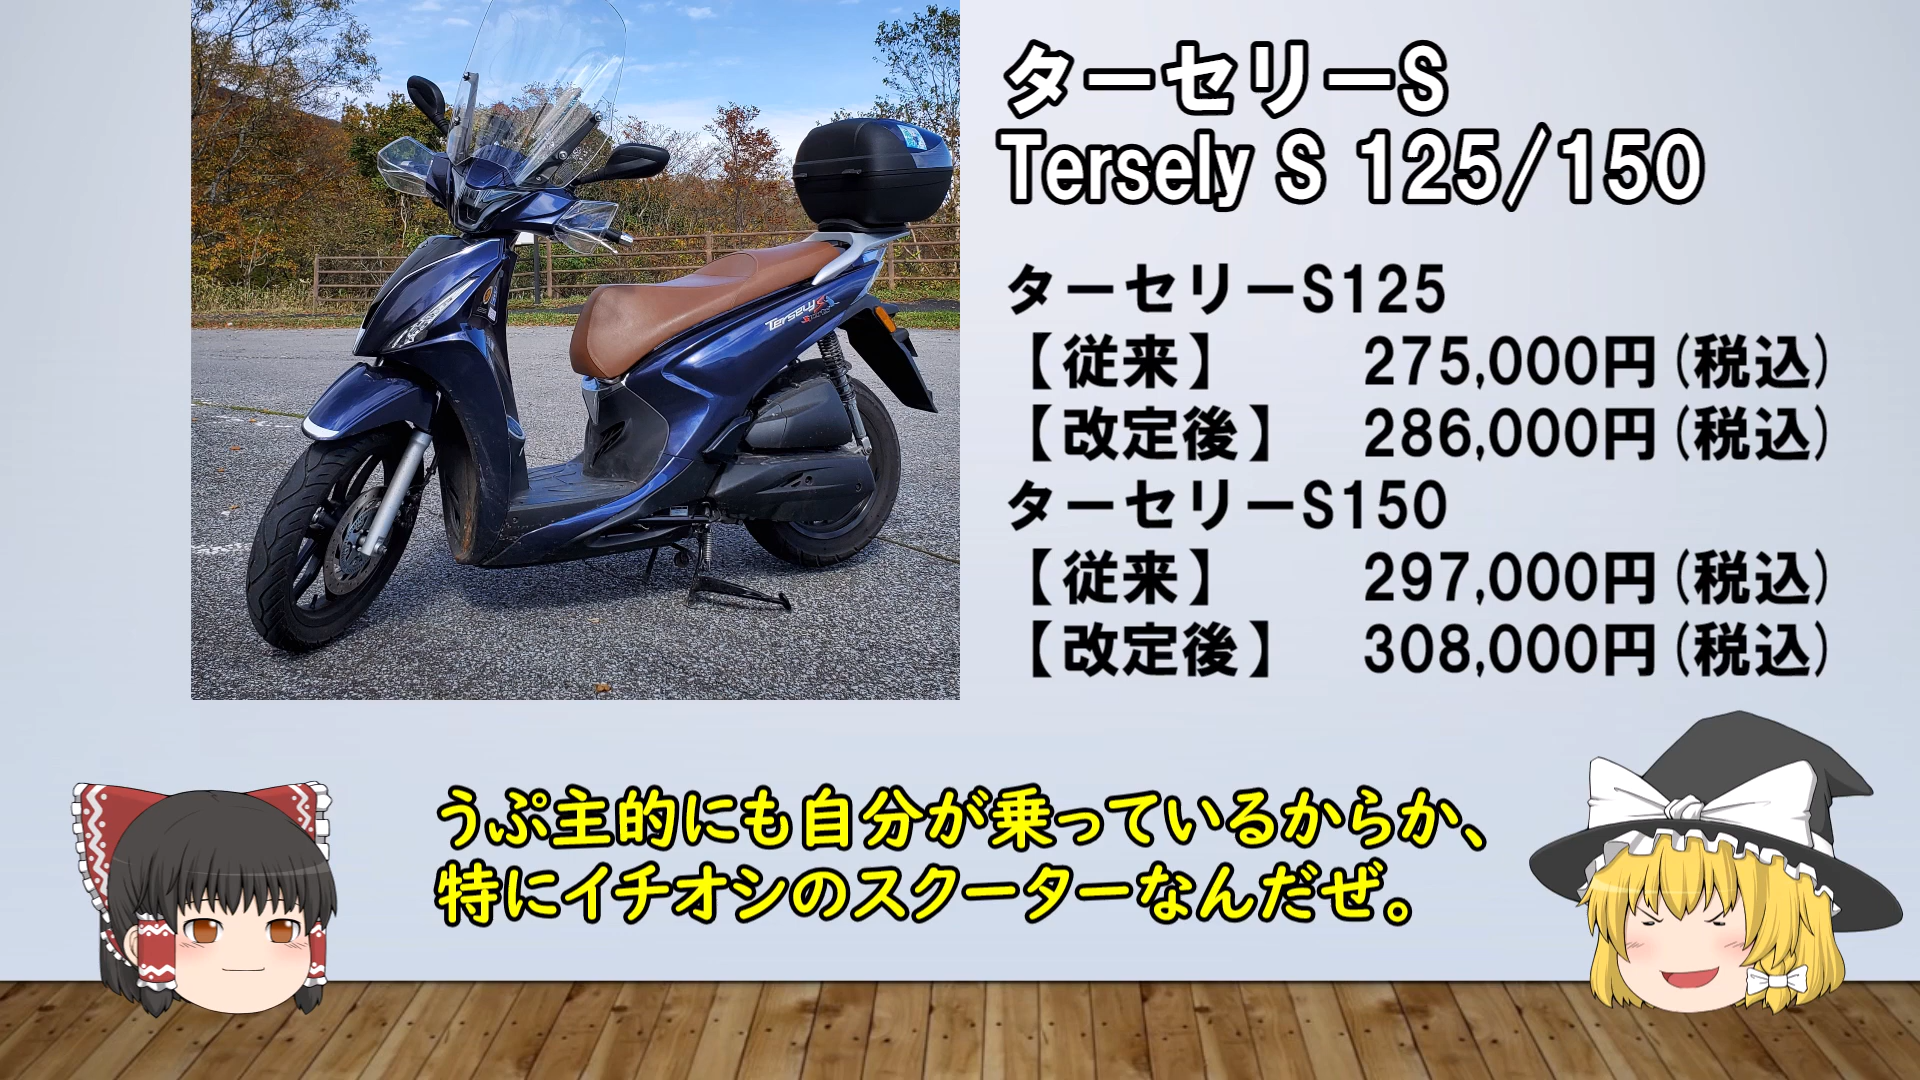 ターセリーS
Tersely S 125/150
ターセリーS125
【従来】 275,000円(税込)
【改定後】 286,000円(税込)
ターセリーS150
【従来】 297,000円(税込)
【改定後】 308,000円(税込)
Tersely S
うぷ主的にも自分が乗っているからか、
特にイチオシのスクーターなんだぜ。